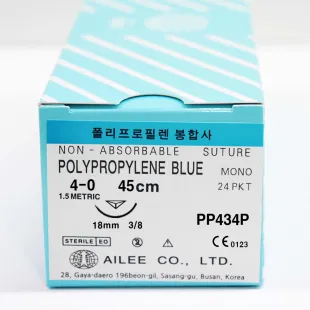 폴리프로필렌 봉합사
NON - ABSORBABLE SUTURE
POLYPROPYLENE BLUE MONO
4-0 45cm 24 PKT
1.5 METRIC
18mm 3/8 PP434P
STERILE EO CE 0123
AILEE CO., LTD.
28, Gaya-daero 196beon-gil, Sasang-gu, Busan, Korea